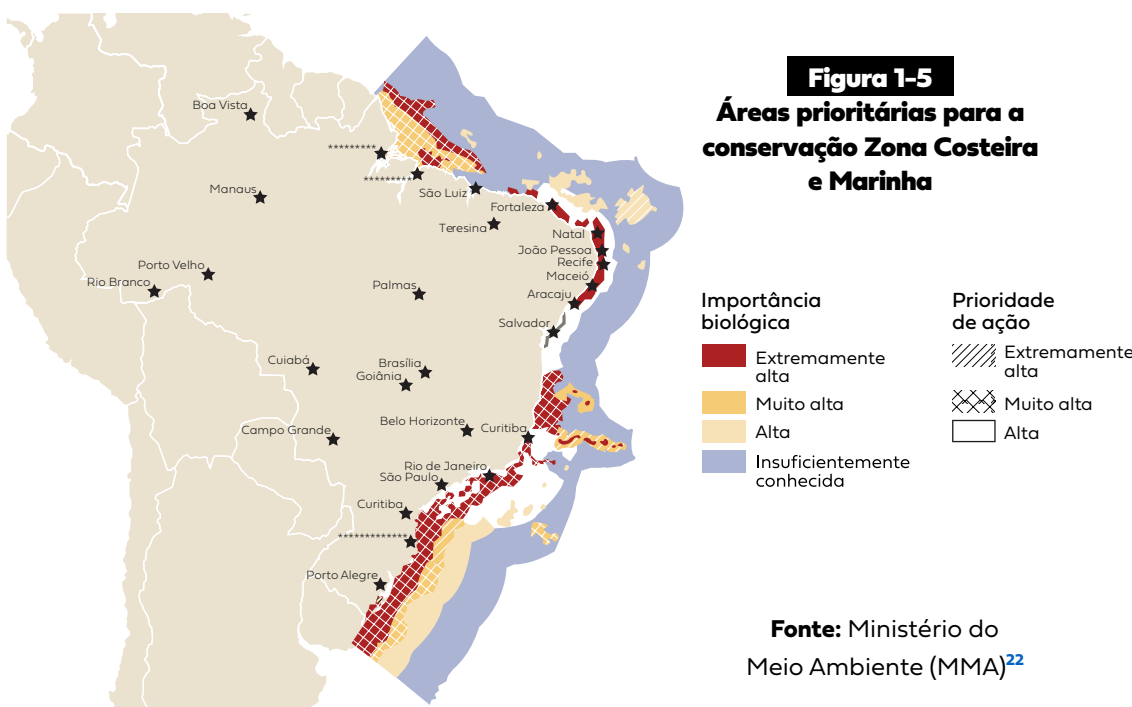 Figura 1-5
Áreas prioritárias para a
conservação Zona Costeira
e Marinha
Boa Vista
*********
*********
São Luiz
Manaus
Fortaleza
Teresina
Natal
João Pessoa
Recife
Maceió
Porto Velho
Rio Branco
Palmas
Aracaju
Salvador
Cuiabá
Brasília
Goiânia
Belo Horizonte
Curitiba
Campo Grande
Rio de Janeiro
São Paulo
Curitiba
*************
Porto Alegre
Importância
biológica
Extremamente
alta
Muito alta
Alta
Insuficientemente
conhecida
Prioridade
de ação
Extremamente
alta
Muito alta
Alta
Fonte: Ministério do
Meio Ambiente (MMA)22